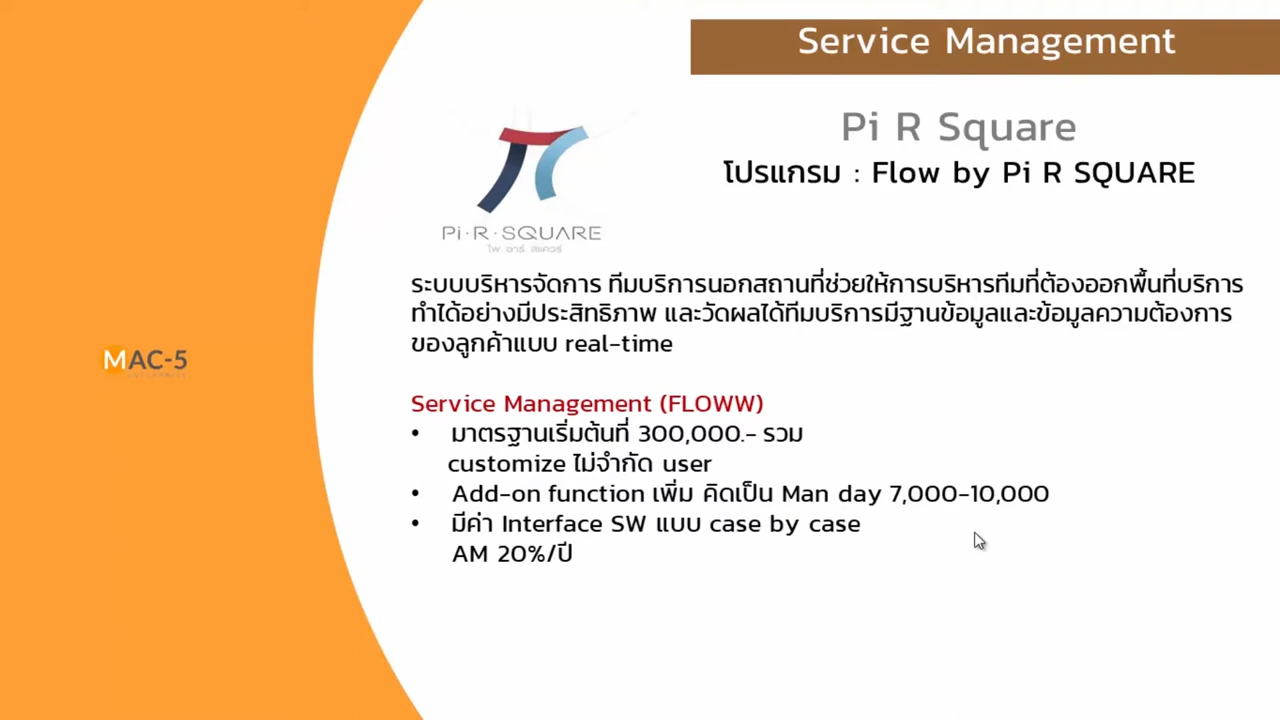 Service Management
Pi R Square
โปรแกรม : Flow by Pi R SQUARE
Pi·R·SQUARE
ไพ อาร์ สแควร์
ระบบบริหารจัดการ ทีมบริการนอกสถานที่ช่วยให้การบริหารทีมที่ต้องออกพื้นที่บริการ
ทำได้อย่างมีประสิทธิภาพ และวัดผลได้ทีมบริการมีฐานข้อมูลและข้อมูลความต้องการ
ของลูกค้าแบบ real-time
MAC-5
Service Management (FLOWW)
• มาตรฐานเริ่มต้นที่ 300,000.- รวม
customize ไม่จำกัด user
• Add-on function เพิ่ม คิดเป็น Man day 7,000-10,000
• มีค่า Interface SW แบบ case by case
AM 20%/ปี